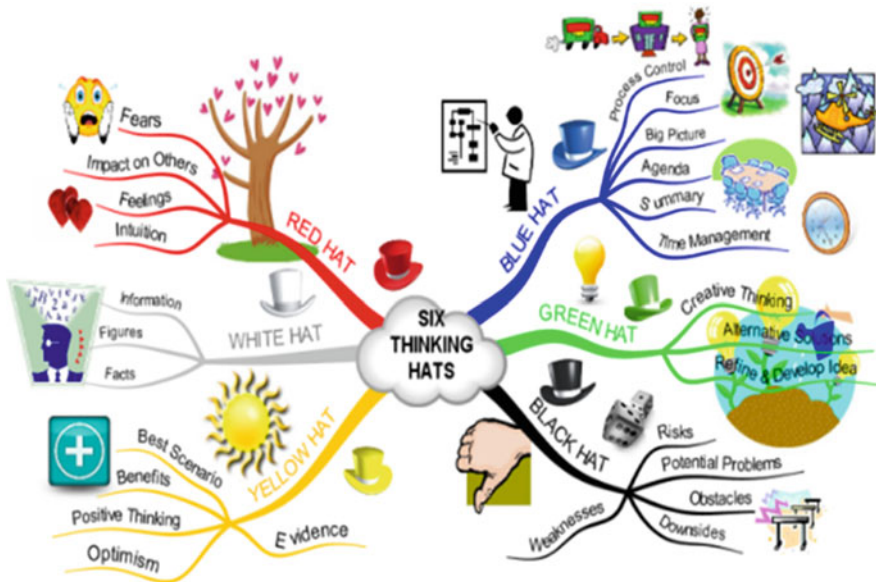 SIX
THINKING
HATS
RED HAT
Fears
Impact on Others
Feelings
Intuition
WHITE HAT
Information
Figures
Facts
YELLOW HAT
Best Scenario
Benefits
Positive Thinking
Optimism
Evidence
BLUE HAT
Process Control
Focus
Big Picture
Agenda
Summary
Time Management
GREEN HAT
Creative Thinking
Alternative Solutions
Refine & Develop Idea
BLACK HAT
Risks
Potential Problems
Obstacles
Downsides
Weaknesses